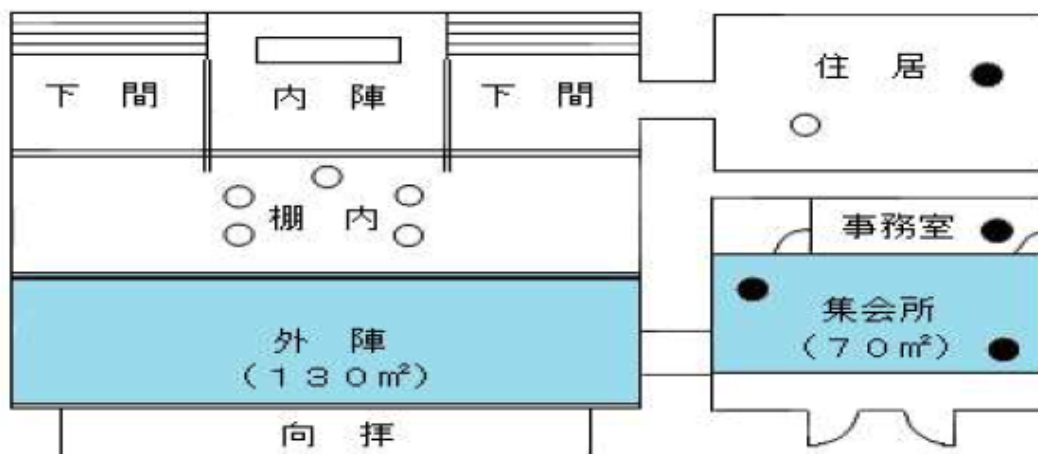 下間
内陣
下間
住居
棚内
事務室
外陣
(130㎡)
集会所
(70㎡)
向拝